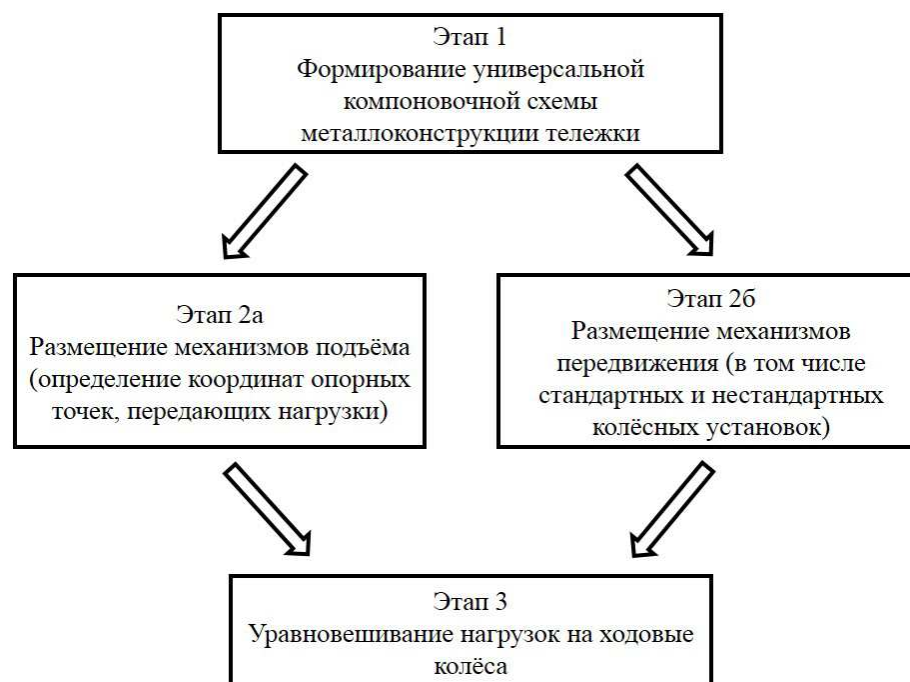 Этап 1
Формирование универсальной
компоновочной схемы
металлоконструкции тележки
Этап 2а
Размещение механизмов подъёма
(определение координат опорных
точек, передающих нагрузки)
Этап 2б
Размещение механизмов
передвижения (в том числе
стандартных и нестандартных
колёсных установок)
Этап 3
Уравновешивание нагрузок на ходовые
колёса